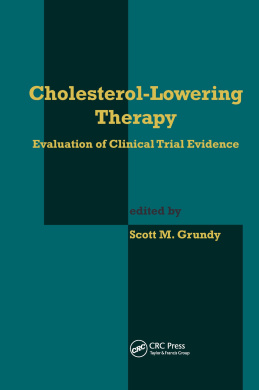 Cholesterol-Lowering
Therapy
Evaluation of Clinical Trial Evidence
edited by
Scott M. Grundy
CRC
CRC Press
Taylor & Francis Group